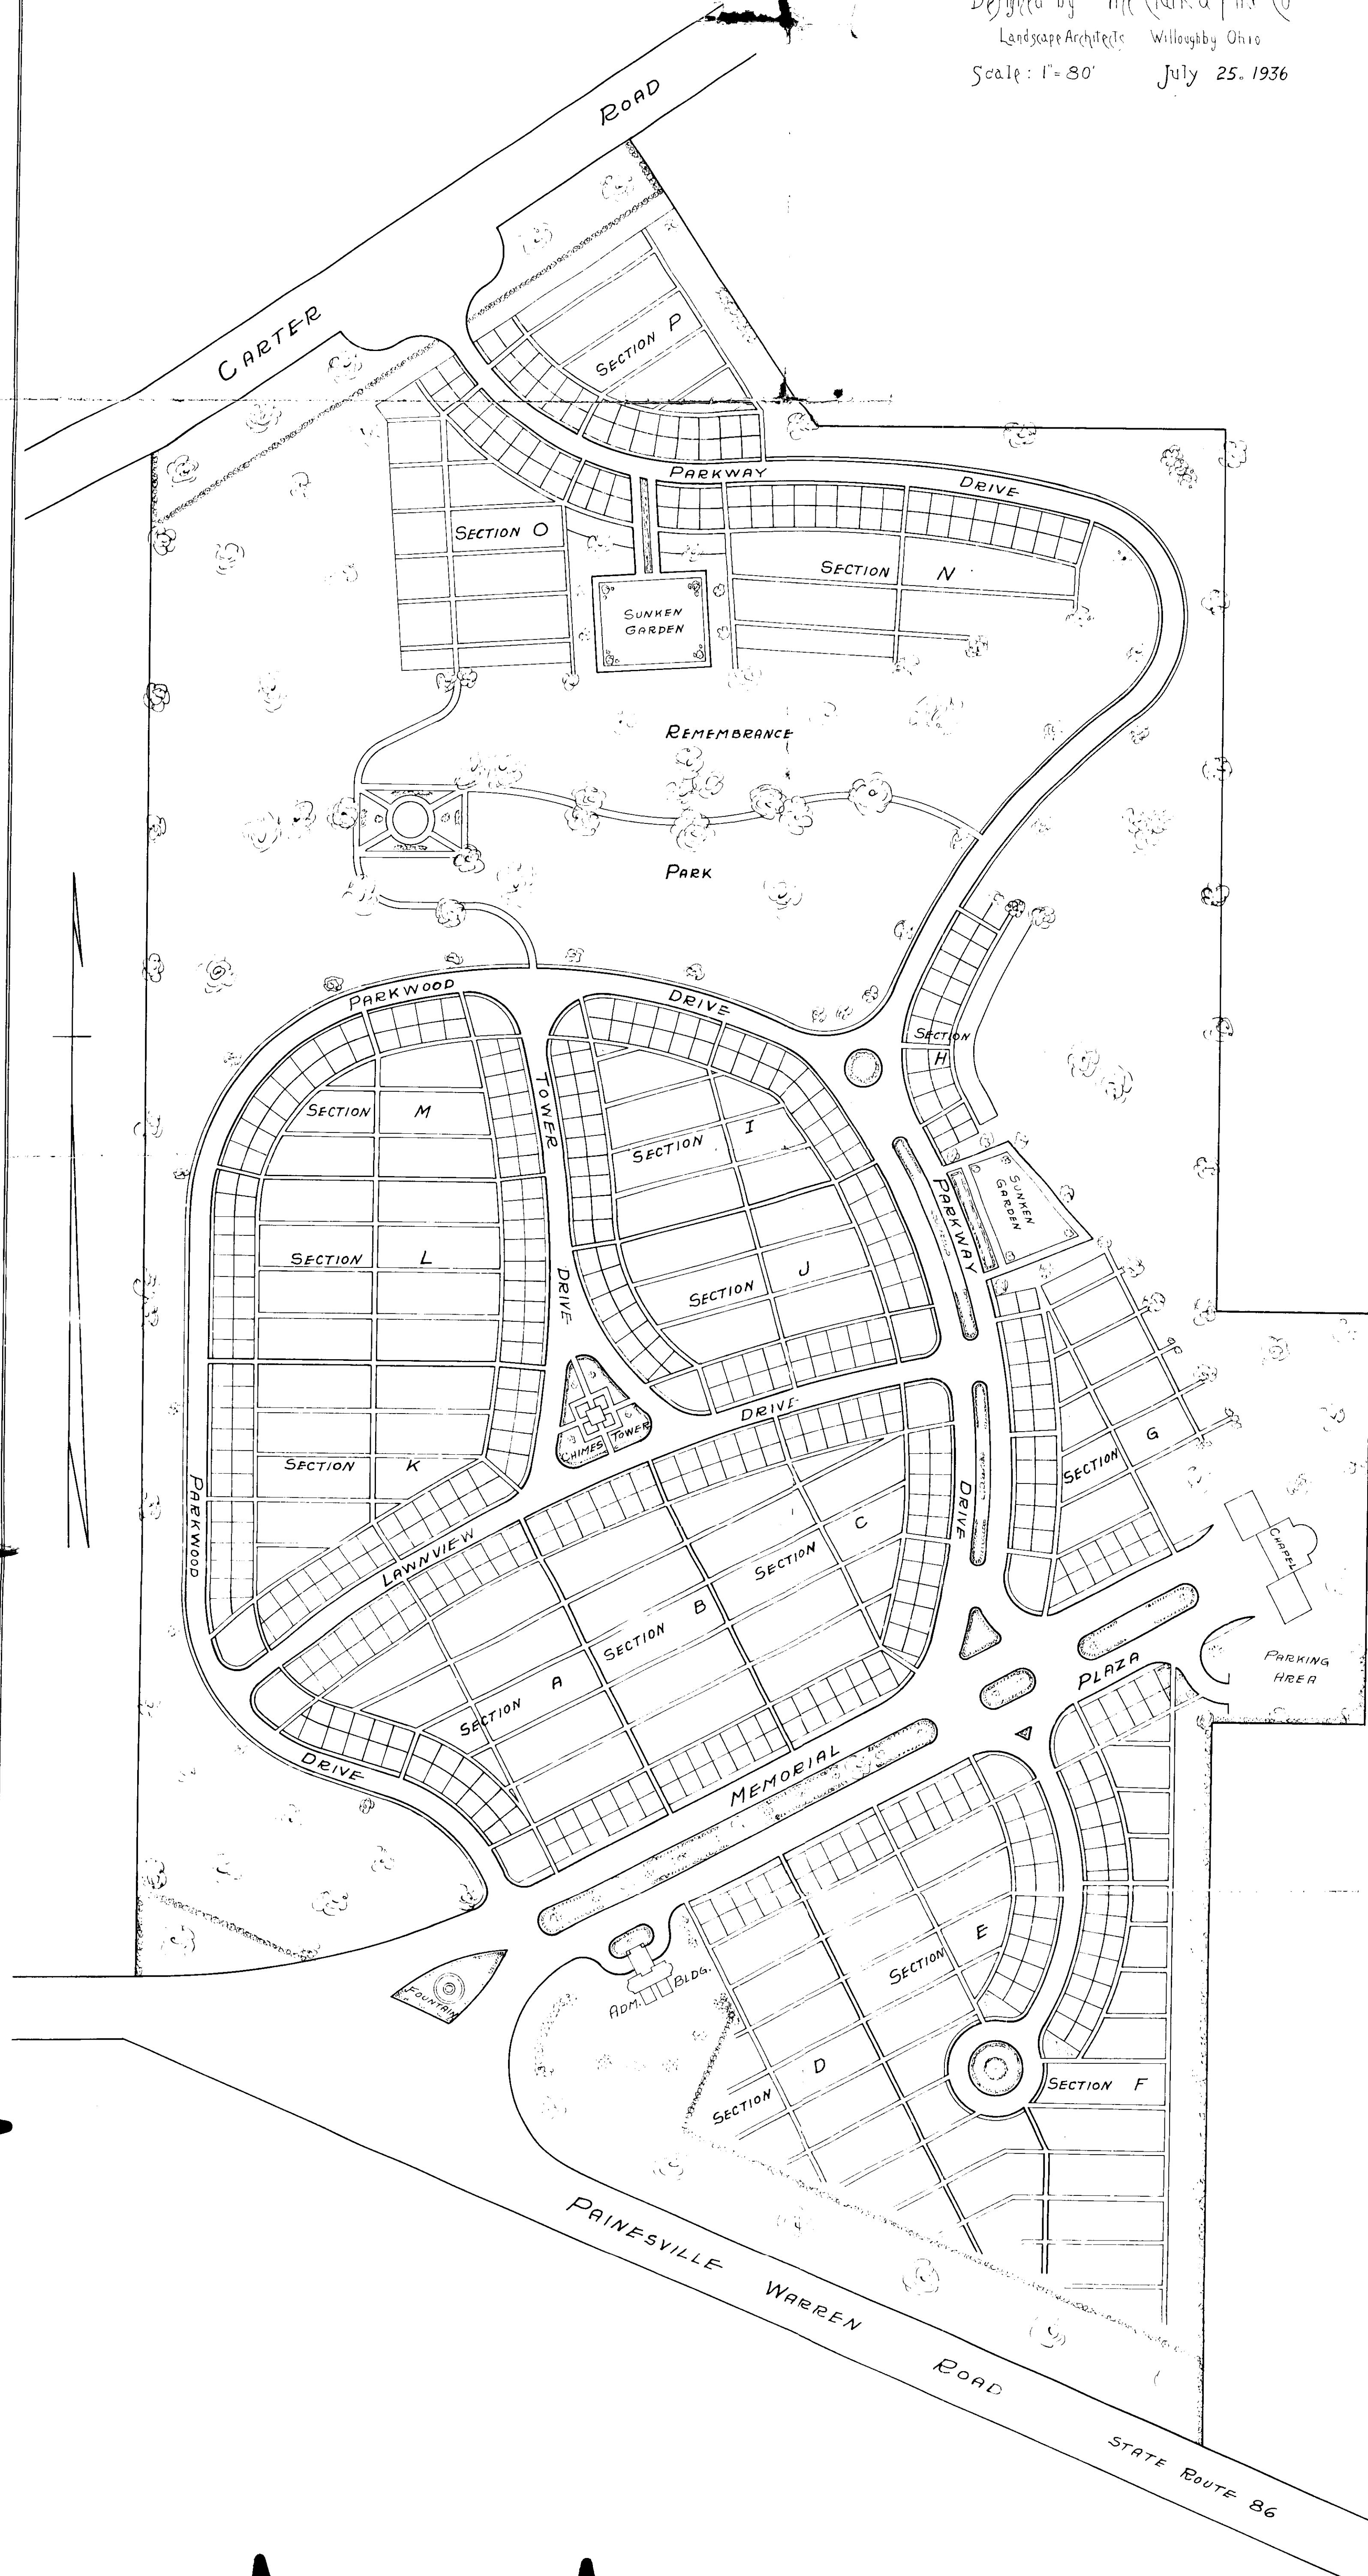 Designed by
Landscape Architects Willoughby Ohio
Scale: 1"= 80' July 25. 1936
ROAD
CARTER
SECTION P
PARKWAY DRIVE
SECTION O
SECTION N
SUNKEN
GARDEN
REMEMBRANCE
PARK
PARKWOOD DRIVE
SECTION
H
TOWER
SECTION M
SECTION I
SUNKEN
GARDEN
PARKWAY
SECTION L
DRIVE
SECTION J
DRIVE
CHIMES TOWER
SECTION G
SECTION K
PARKWOOD
LAWNVIEW
DRIVE
SECTION C
CHAPEL
SECTION B
SECTION A
PLAZA
PARKING
AREA
DRIVE
MEMORIAL
SECTION E
FOUNTAIN
ADM. BLDG.
SECTION D
SECTION F
PAINESVILLE WARREN ROAD
STATE ROUTE 86